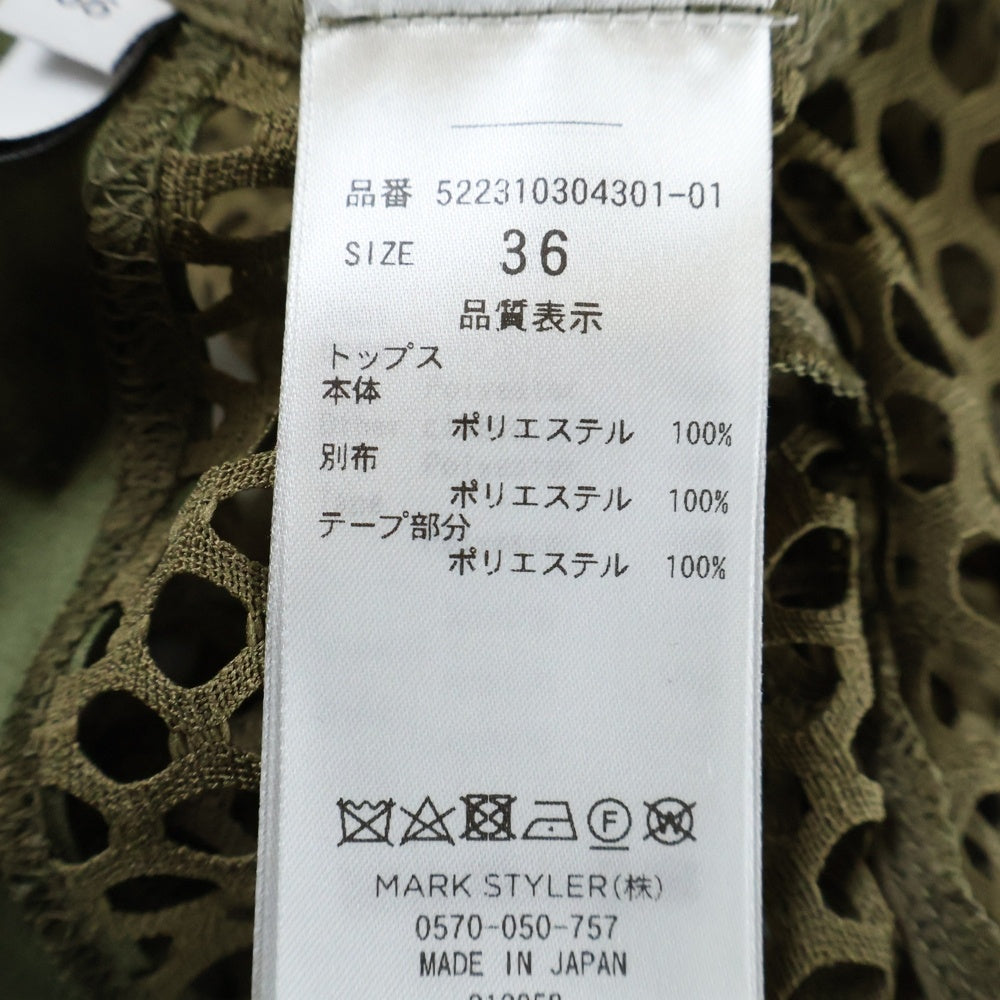 品番 522310304301-01
SIZE 36
品質表示
トップス
本体
ポリエステル 100%
別布
ポリエステル 100%
テープ部分
ポリエステル 100%
F W
MARK STYLER(株)
0570-050-757
MADE IN JAPAN